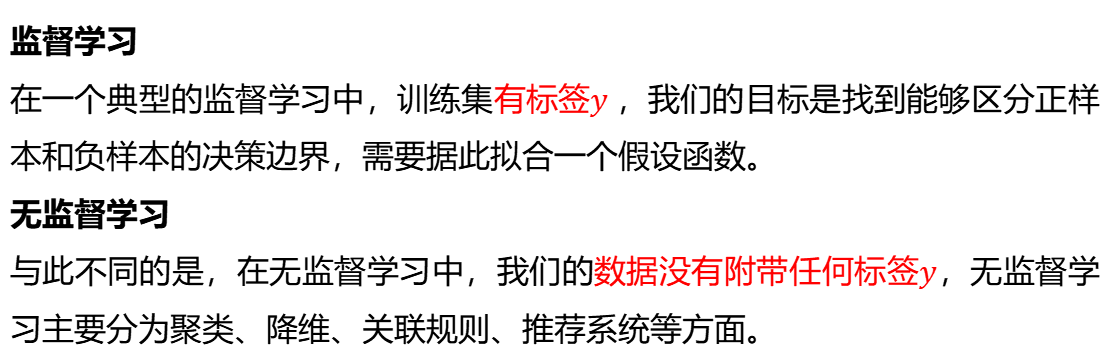 监督学习
在一个典型的监督学习中，训练集有标签y，我们的目标是找到能够区分正样
本和负样本的决策边界，需要据此拟合一个假设函数。
无监督学习
与此不同的是，在无监督学习中，我们的数据没有附带任何标签y，无监督学
习主要分为聚类、降维、关联规则、推荐系统等方面。